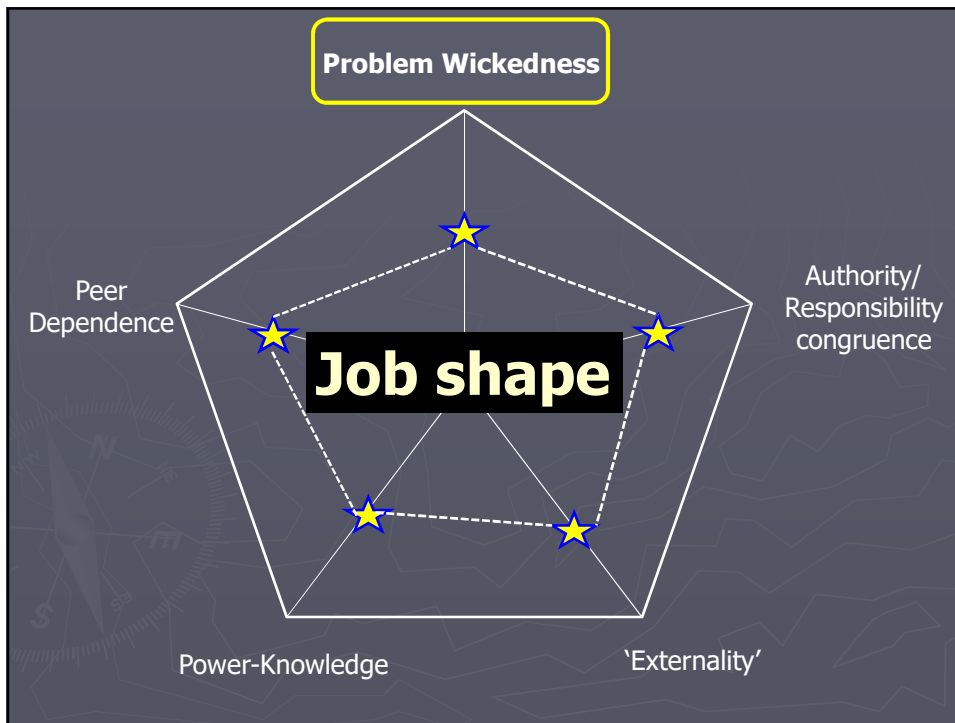 Problem Wickedness
Peer
Dependence
Authority/
Responsibility
congruence
Job shape
N
m
S
Power-Knowledge
‘Externality’